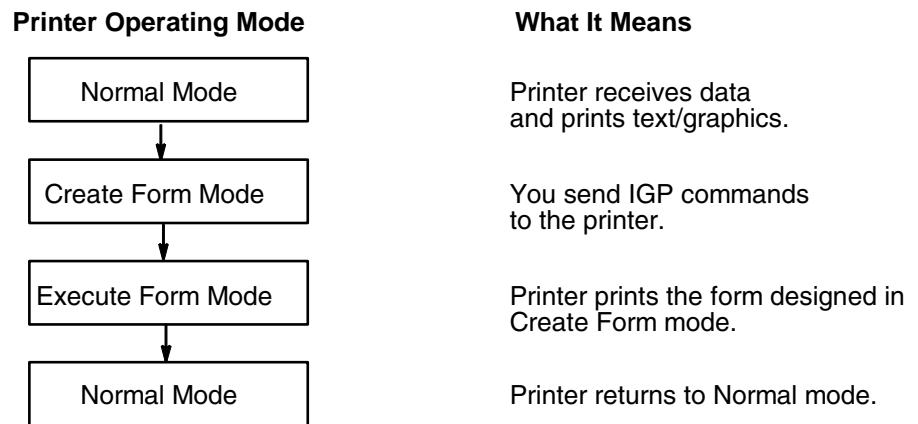 Printer Operating Mode What It Means
Normal Mode
Printer receives data
and prints text/graphics.
Create Form Mode
You send IGP commands
to the printer.
Execute Form Mode
Printer prints the form designed in
Create Form mode.
Normal Mode
Printer returns to Normal mode.